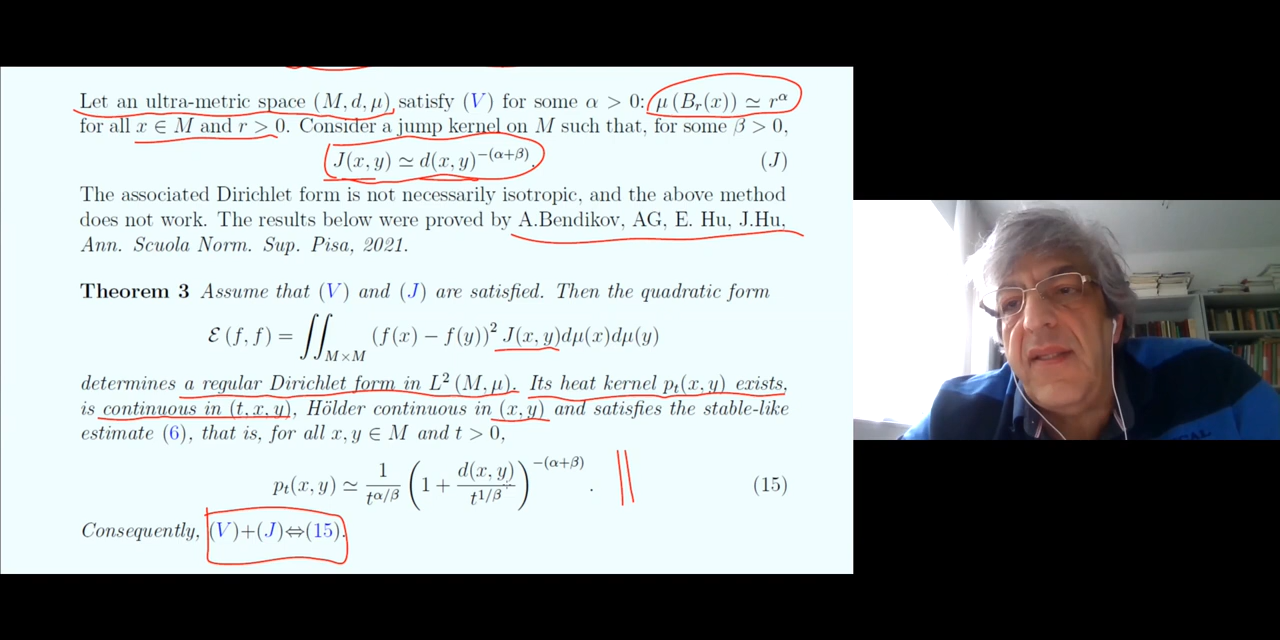 Let an ultra-metric space (M, d, μ) satisfy (V) for some α > 0: μ (B_r(x)) ≃ r^α
for all x ∈ M and r > 0. Consider a jump kernel on M such that, for some β > 0,
J(x, y) ≃ d(x, y)^{−(α+β)}. (J)
The associated Dirichlet form is not necessarily isotropic, and the above method
does not work. The results below were proved by A.Bendikov, AG, E. Hu, J.Hu,
Ann. Scuola Norm. Sup. Pisa, 2021.
Theorem 3 Assume that (V) and (J) are satisfied. Then the quadratic form
ℰ (f, f) = ∬_{M×M} (f(x) − f(y))² J(x, y)dμ(x)dμ(y)
determines a regular Dirichlet form in L² (M, μ). Its heat kernel p_t(x, y) exists,
is continuous in (t, x, y), Hölder continuous in (x, y) and satisfies the stable-like
estimate (6), that is, for all x, y ∈ M and t > 0,
p_t(x, y) ≃ \frac{1}{t^{α/β}} (1 + \frac{d(x, y)}{t^{1/β}})^{−(α+β)}. (15)
Consequently, (V)+(J)⇔(15).